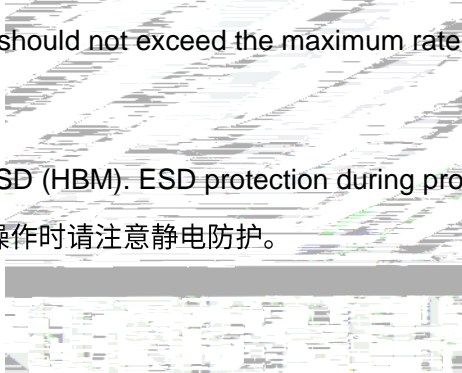 should not exceed the maximum rate
SD (HBM). ESD protection during pro
操作时请注意静电防护。